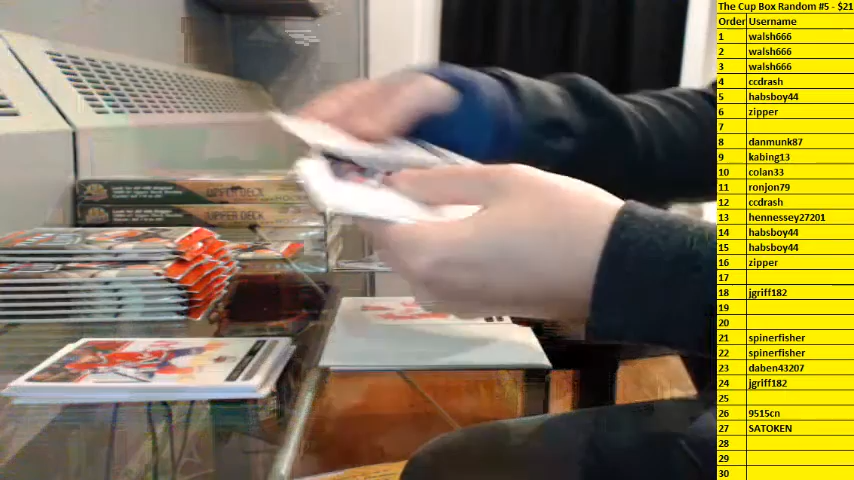 The Cup Box Random #5 - $21
Order Username
1 walsh666
2 walsh666
3 walsh666
4 ccdrash
5 habsboy44
6 zipper
7
8 danmunk87
9 kabing13
10 colan33
11 ronjon79
12 ccdrash
13 hennessey27201
14 habsboy44
15 habsboy44
16 zipper
17
18 jgriff182
19
20
21 spinerfisher
22 spinerfisher
23 daben43207
24 jgriff182
25
26 9515cn
27 SATOKEN
28
29
30
UPPER DECK
UPPER DECK